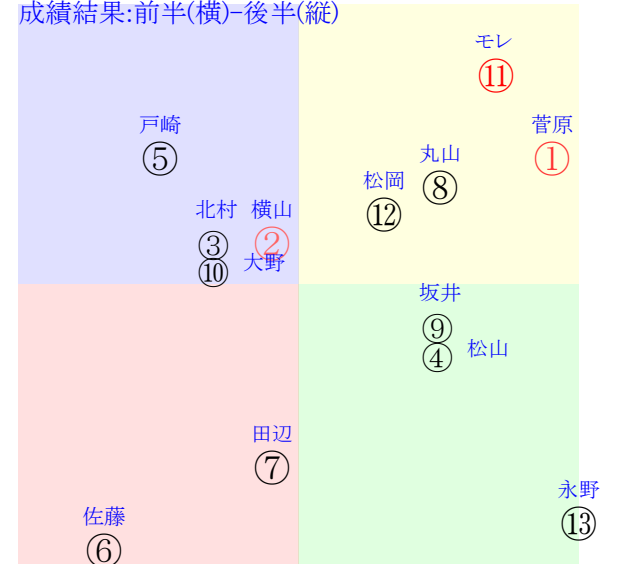 成績結果:前半(横)-後半(縦)
モレ
⑪
戸崎
菅原
⑤
①
丸山
松岡
⑧
⑫
北村 横山
③ ②
⑩ 大野
坂井
⑨
④ 松山
田辺
⑦
永野
佐藤
⑬
⑥